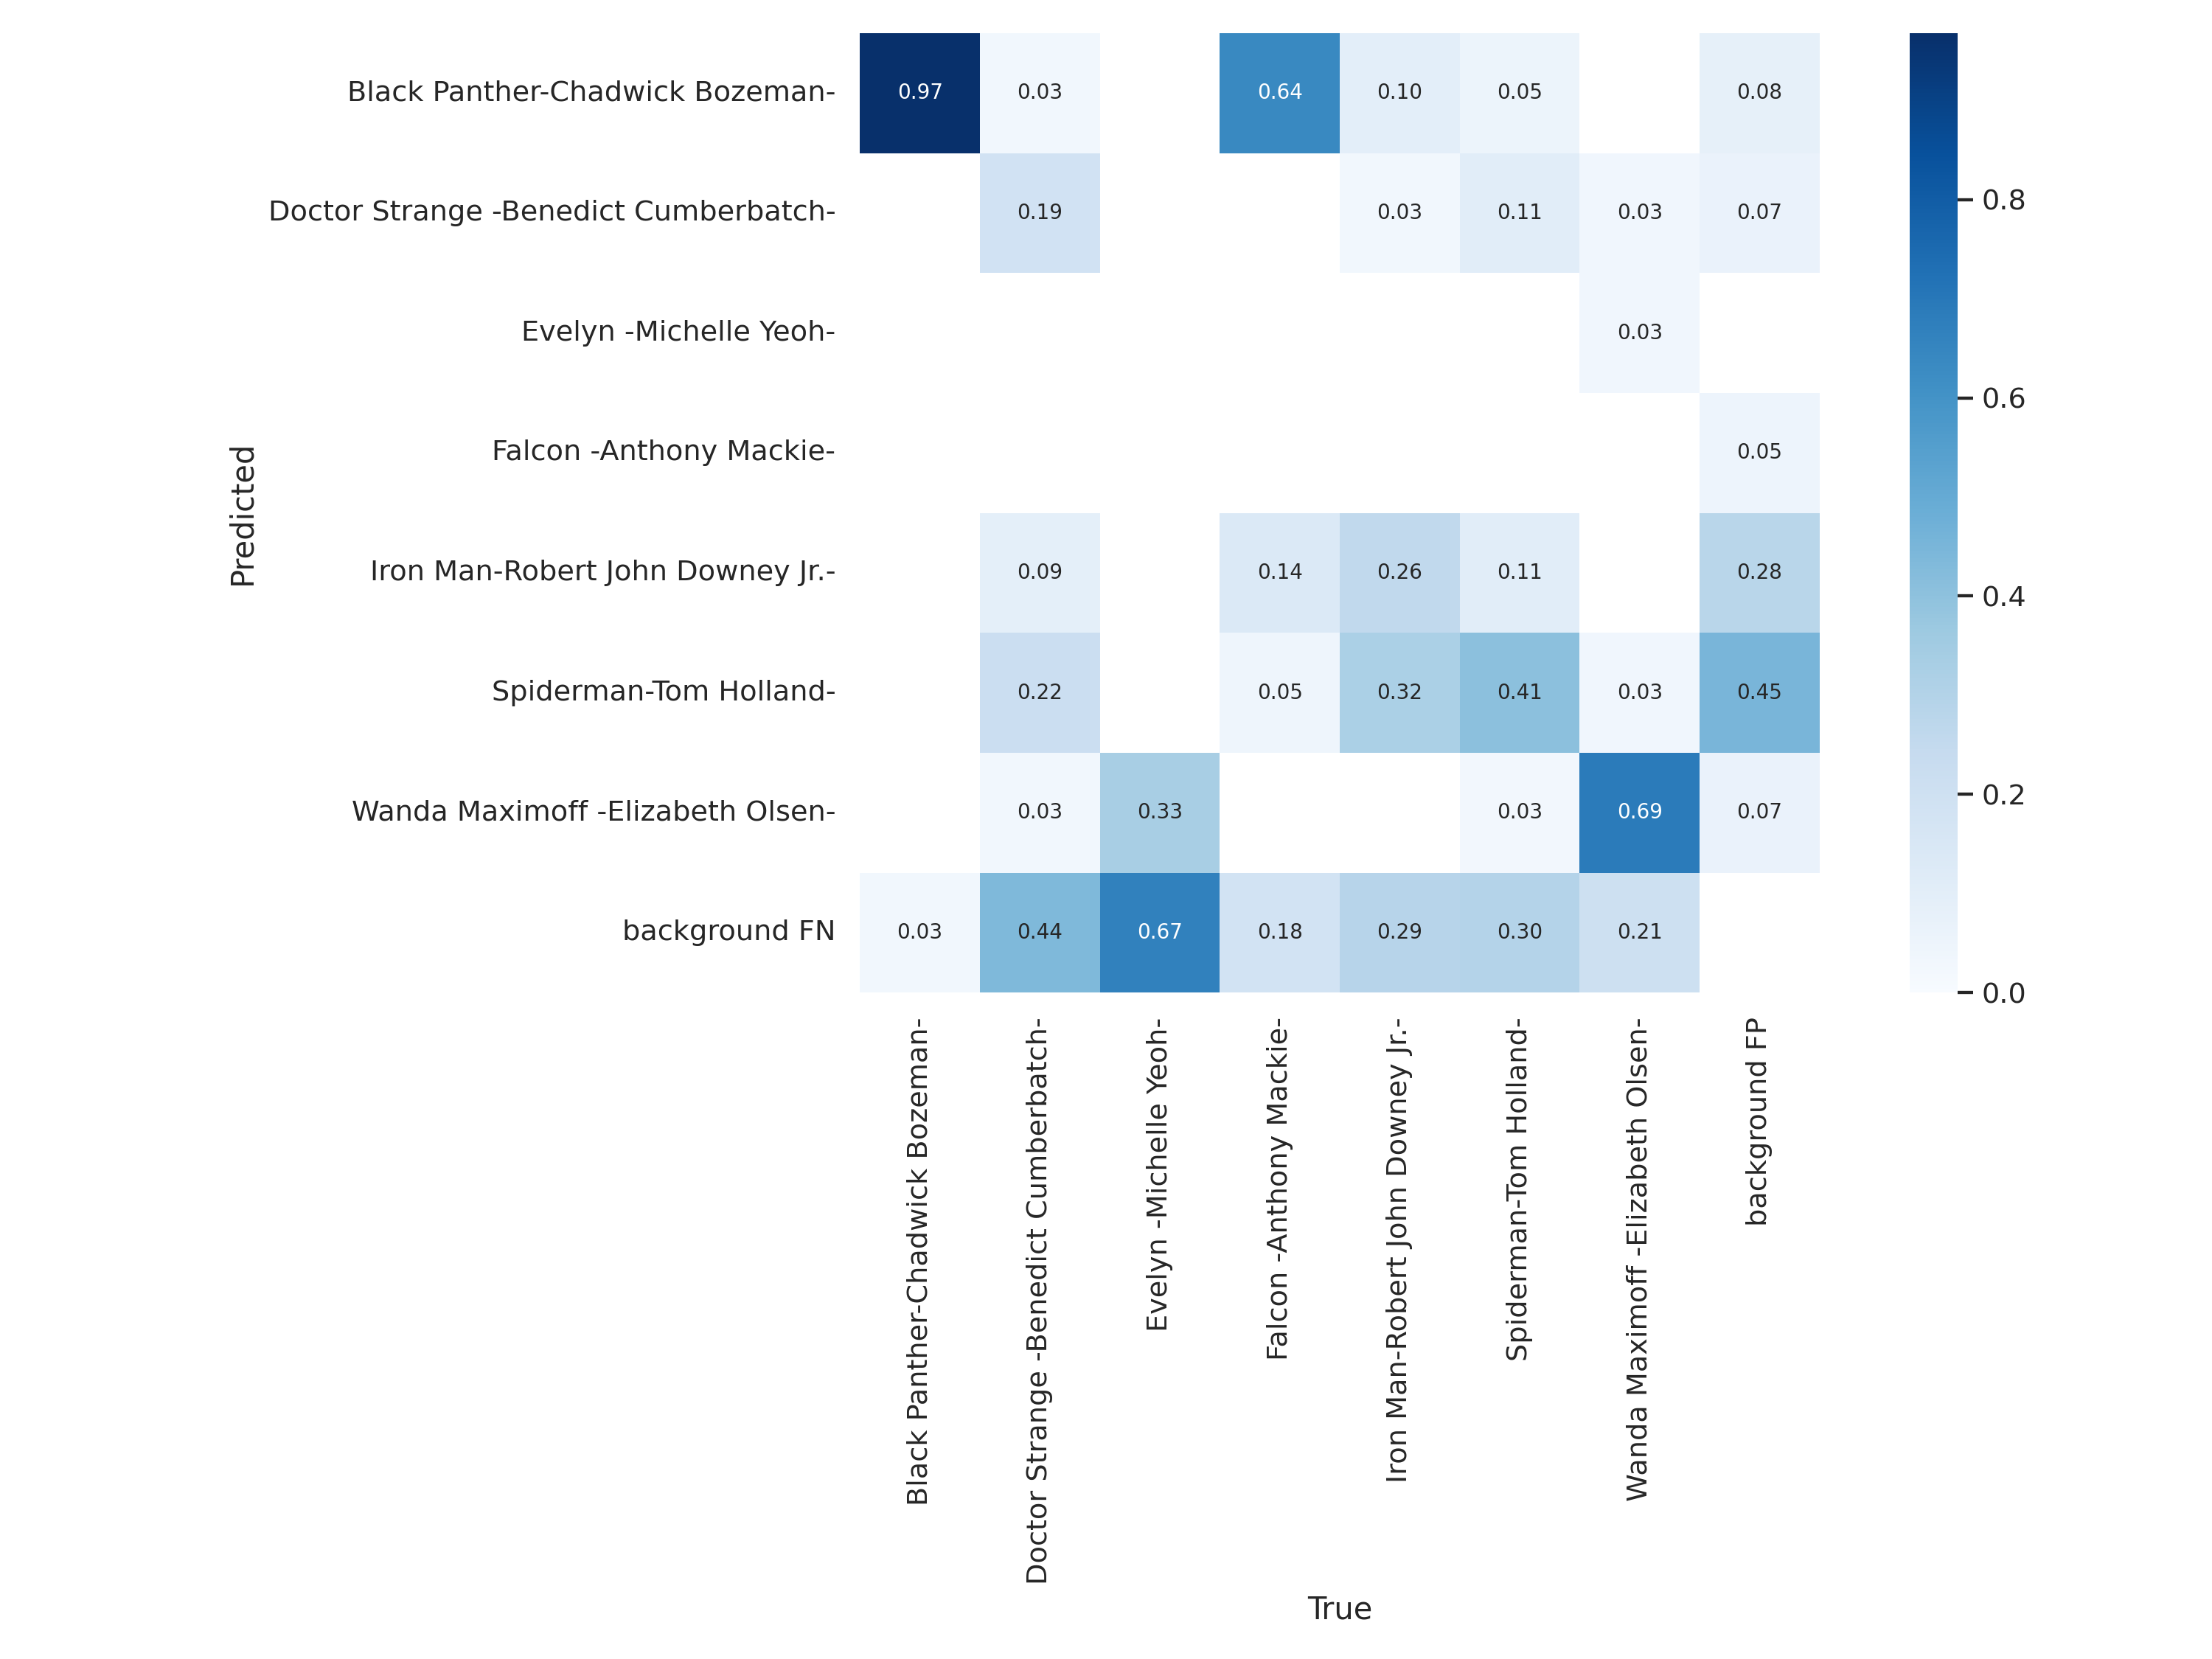 Black Panther-Chadwick Bozeman- 0.97 0.03 0.64 0.10 0.05 0.08
Doctor Strange -Benedict Cumberbatch- 0.19 0.03 0.11 0.03 0.07
Evelyn -Michelle Yeoh- 0.03
Falcon -Anthony Mackie- 0.05
Iron Man-Robert John Downey Jr.- 0.09 0.14 0.26 0.11 0.28
Spiderman-Tom Holland- 0.22 0.05 0.32 0.41 0.03 0.45
Wanda Maximoff -Elizabeth Olsen- 0.03 0.33 0.03 0.69 0.07
background FN 0.03 0.44 0.67 0.18 0.29 0.30 0.21
Predicted
Black Panther-Chadwick Bozeman-
Doctor Strange -Benedict Cumberbatch-
Evelyn -Michelle Yeoh-
Falcon -Anthony Mackie-
Iron Man-Robert John Downey Jr.-
Spiderman-Tom Holland-
Wanda Maximoff -Elizabeth Olsen-
background FP
True
0.8
0.6
0.4
0.2
0.0